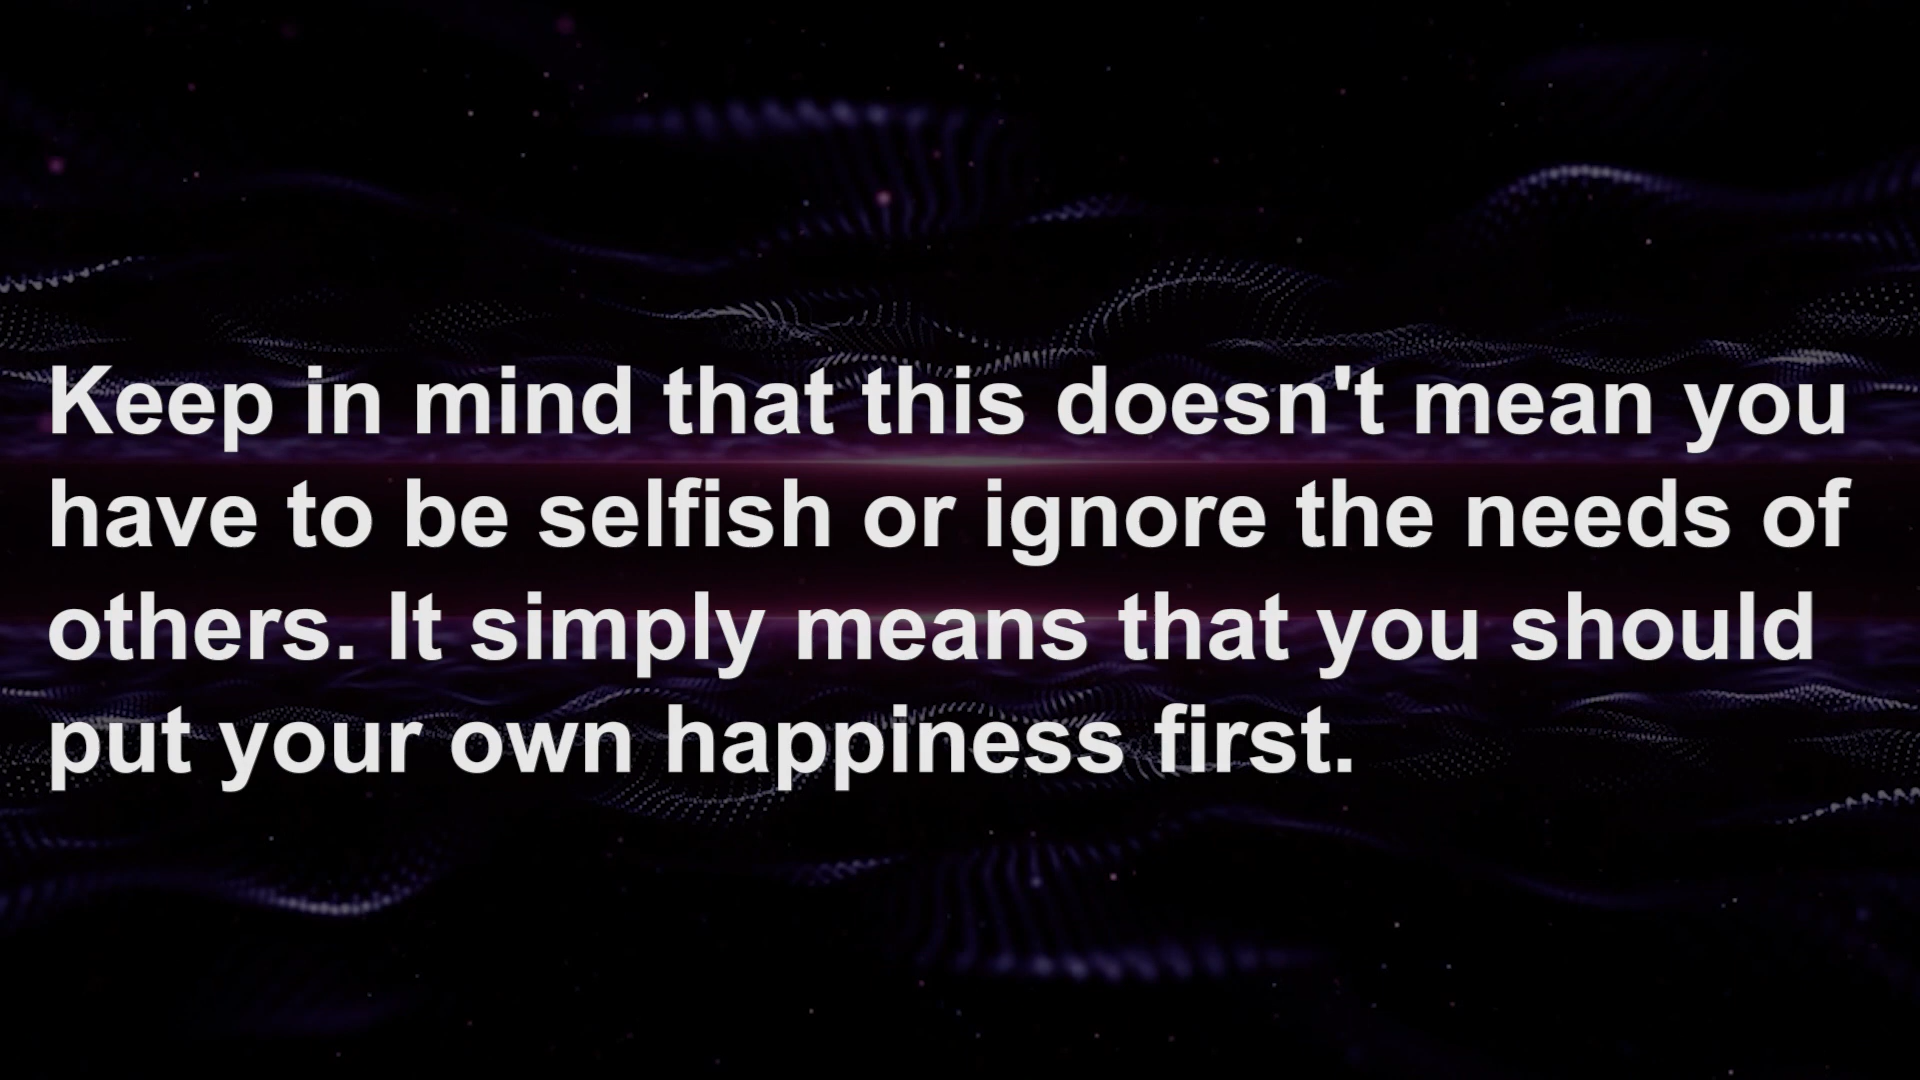 Keep in mind that this doesn't mean you
have to be selfish or ignore the needs of
others. It simply means that you should
put your own happiness first.